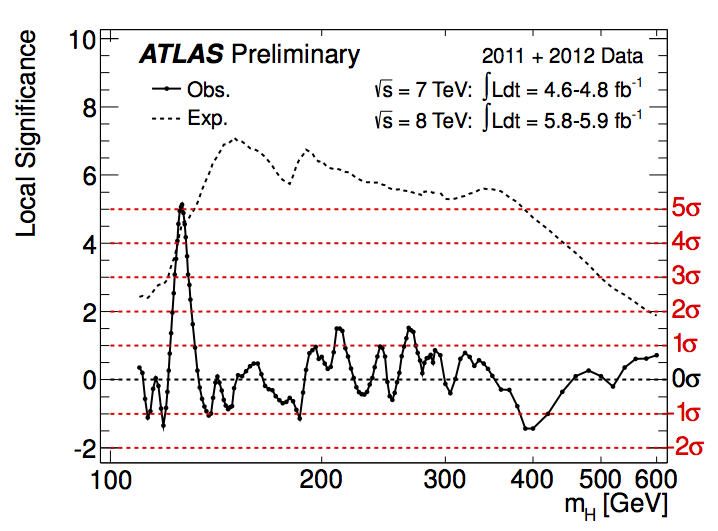 ATLAS Preliminary
2011 + 2012 Data
Obs.
√s = 7 TeV: ∫Ldt = 4.6-4.8 fb⁻¹
Exp.
√s = 8 TeV: ∫Ldt = 5.8-5.9 fb⁻¹
Local Significance
10
8
6
4
2
0
-2
5σ
4σ
3σ
2σ
1σ
0σ
-1σ
-2σ
100
200
300
400
500
600
m_H [GeV]